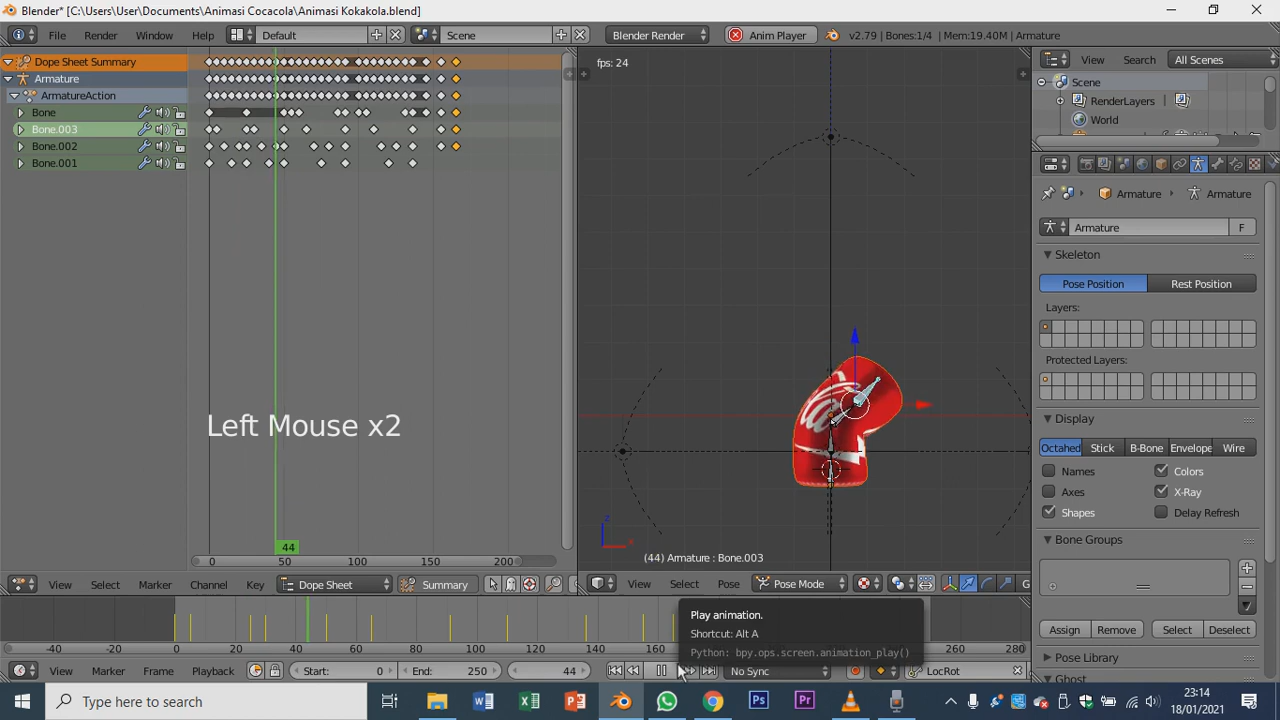 Blender* [C:\Users\User\Documents\Animasi Cocacola\Animasi Kokakola.blend]
File Render Window Help Default Scene Blender Render Anim Player v2.79 | Bones:1/4 | Mem:19.40M | Armature
Dope Sheet Summary
Armature
ArmatureAction
Bone
Bone.003
Bone.002
Bone.001
Left Mouse x2
44
0 50 100 150 200
View Select Marker Channel Key Dope Sheet Summary
fps: 24
(44) Armature : Bone.003
View Select Pose Pose Mode G
View Search All Scenes
Scene
RenderLayers
World
Armature Armature
Armature F
Skeleton
Pose Position Rest Position
Layers:
Protected Layers:
Display
Octahed Stick B-Bone Envelope Wire
Names Colors
Axes X-Ray
Shapes Delay Refresh
Bone Groups
Assign Remove Select Deselect
Pose Library
Ghost
Play animation.
Shortcut: Alt A
Python: bpy.ops.screen.animation_play()
-40 -20 0 20 40 60 80 100 120 140 160 260 280
View Marker Frame Playback Start: 0 End: 250 44 No Sync LocRot
Type here to search
23:14
18/01/2021